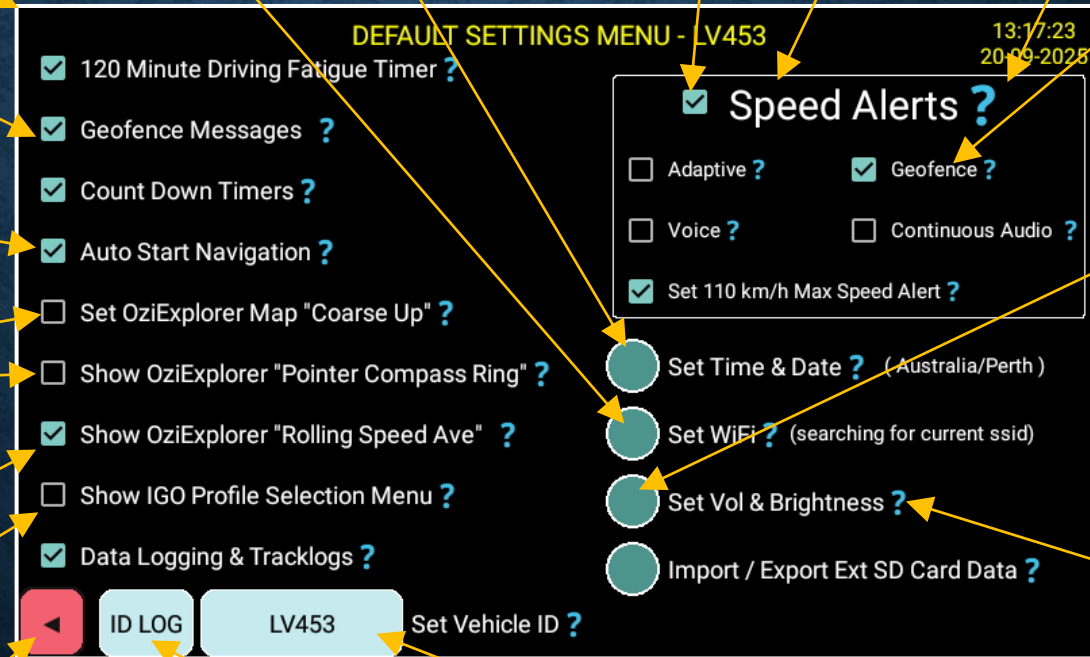 DEFAULT SETTINGS MENU - LV453
13:17:23
20-09-2025
120 Minute Driving Fatigue Timer ?
Geofence Messages ?
Count Down Timers ?
Auto Start Navigation ?
Set OziExplorer Map "Coarse Up" ?
Show OziExplorer "Pointer Compass Ring" ?
Show OziExplorer "Rolling Speed Ave" ?
Show IGO Profile Selection Menu ?
Data Logging & Tracklogs ?
Speed Alerts ?
Adaptive ? Geofence ?
Voice ? Continuous Audio ?
Set 110 km/h Max Speed Alert ?
Set Time & Date ? ( Australia/Perth )
Set WiFi ? (searching for current ssid)
Set Vol & Brightness ?
Import / Export Ext SD Card Data ?
ID LOG LV453 Set Vehicle ID ?